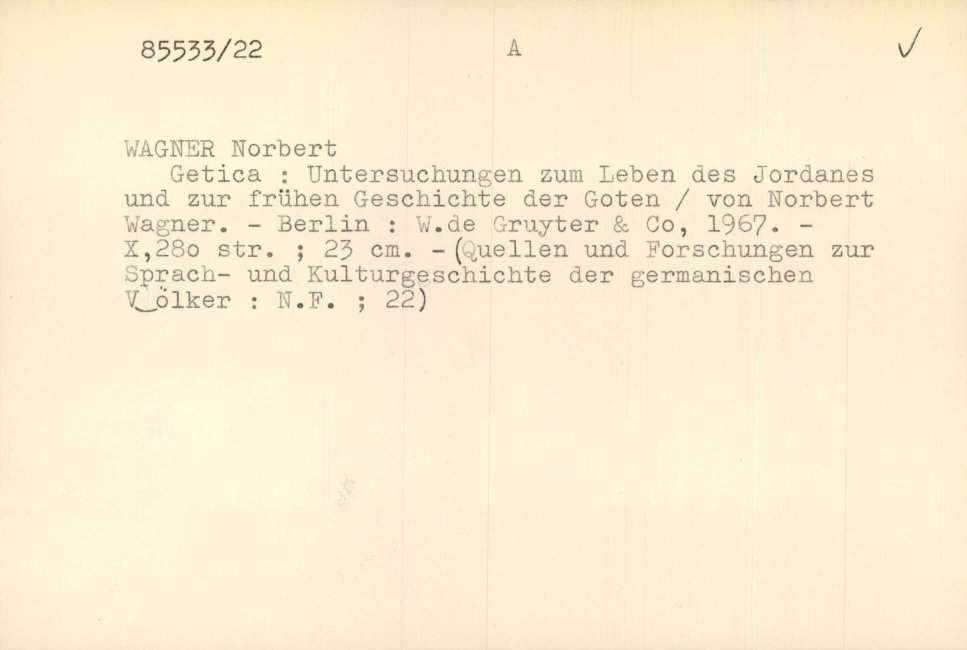 85533/22 A ✓
WAGNER Norbert
Getica : Untersuchungen zum Leben des Jordanes
und zur frühen Geschichte der Goten / von Norbert
Wagner. - Berlin : W.de Gruyter & Co, 1967. -
X,28o str. ; 23 cm. - (Quellen und Forschungen zur
Sprach- und Kulturgeschichte der germanischen
V ölker : N.F. ; 22)